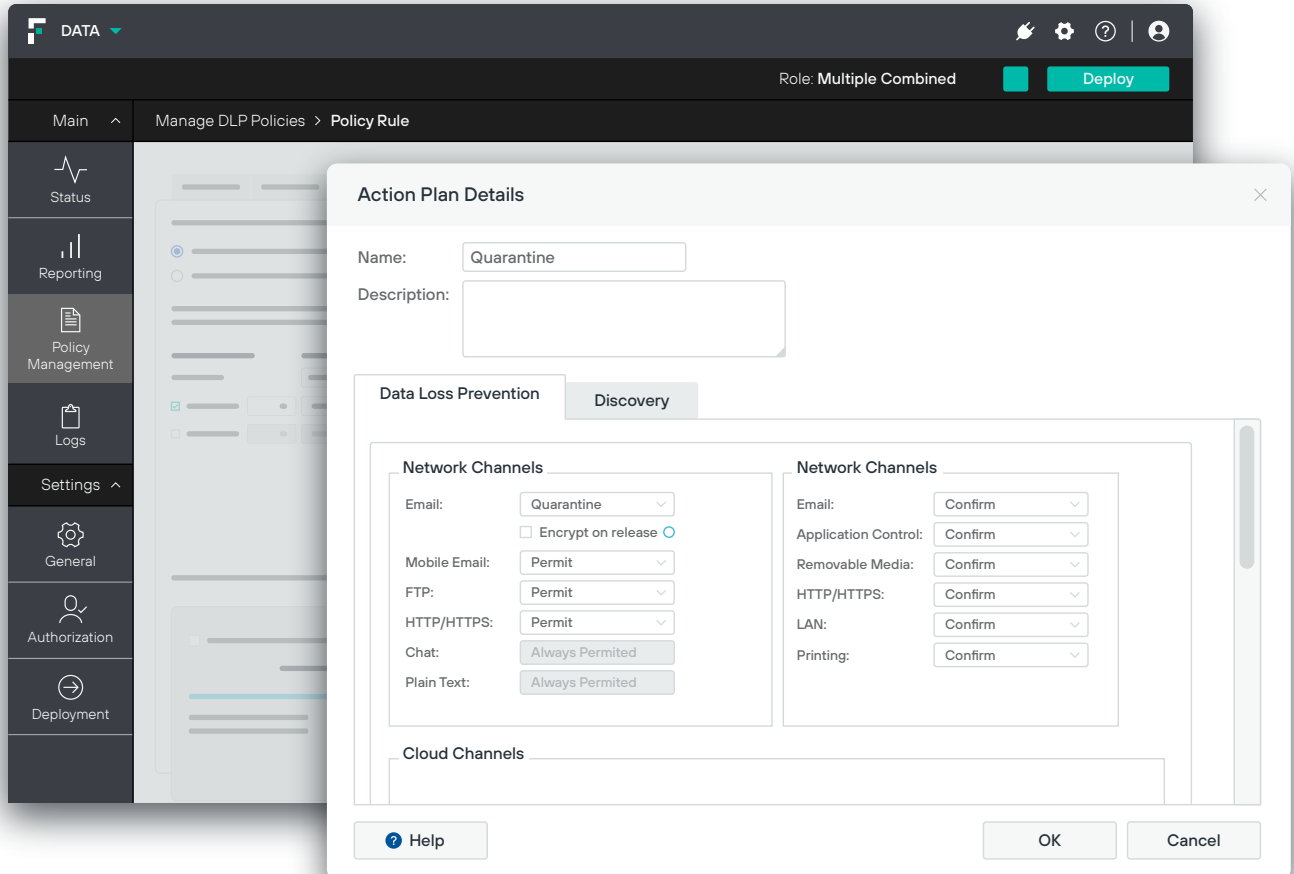 DATA
Role: Multiple Combined
Deploy
Main
Manage DLP Policies > Policy Rule
Status
Reporting
Policy
Management
Logs
Settings
General
Authorization
Deployment
Action Plan Details
Name:
Quarantine
Description:
Data Loss Prevention
Discovery
Network Channels
Email:
Quarantine
Encrypt on release
Mobile Email:
Permit
FTP:
Permit
HTTP/HTTPS:
Permit
Chat:
Always Permited
Plain Text:
Always Permited
Network Channels
Email:
Confirm
Application Control:
Confirm
Removable Media:
Confirm
HTTP/HTTPS:
Confirm
LAN:
Confirm
Printing:
Confirm
Cloud Channels
? Help
OK
Cancel